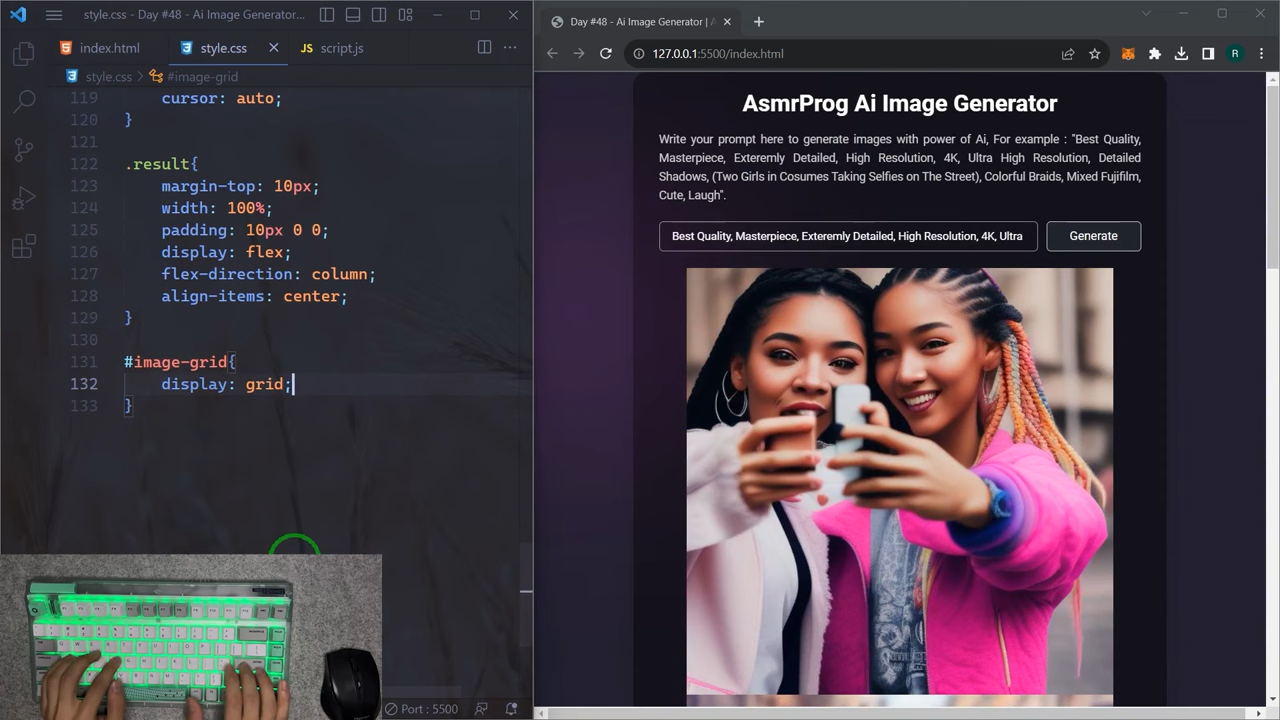 style.css - Day #48 - Ai Image Generator...
index.html
style.css
script.js
style.css > #image-grid
119 cursor: auto;
120 }
121
122 .result{
123 margin-top: 10px;
124 width: 100%;
125 padding: 10px 0 0;
126 display: flex;
127 flex-direction: column;
128 align-items: center;
129 }
130
131 #image-grid{
132 display: grid;
133 }
Port : 5500
Day #48 - Ai Image Generator |
127.0.0.1:5500/index.html
R
AsmrProg Ai Image Generator
Write your prompt here to generate images with power of Ai, For example : "Best Quality,
Masterpiece, Exteremly Detailed, High Resolution, 4K, Ultra High Resolution, Detailed
Shadows, (Two Girls in Cosumes Taking Selfies on The Street), Colorful Braids, Mixed Fujifilm,
Cute, Laugh".
Best Quality, Masterpiece, Exteremly Detailed, High Resolution, 4K, Ultra
Generate